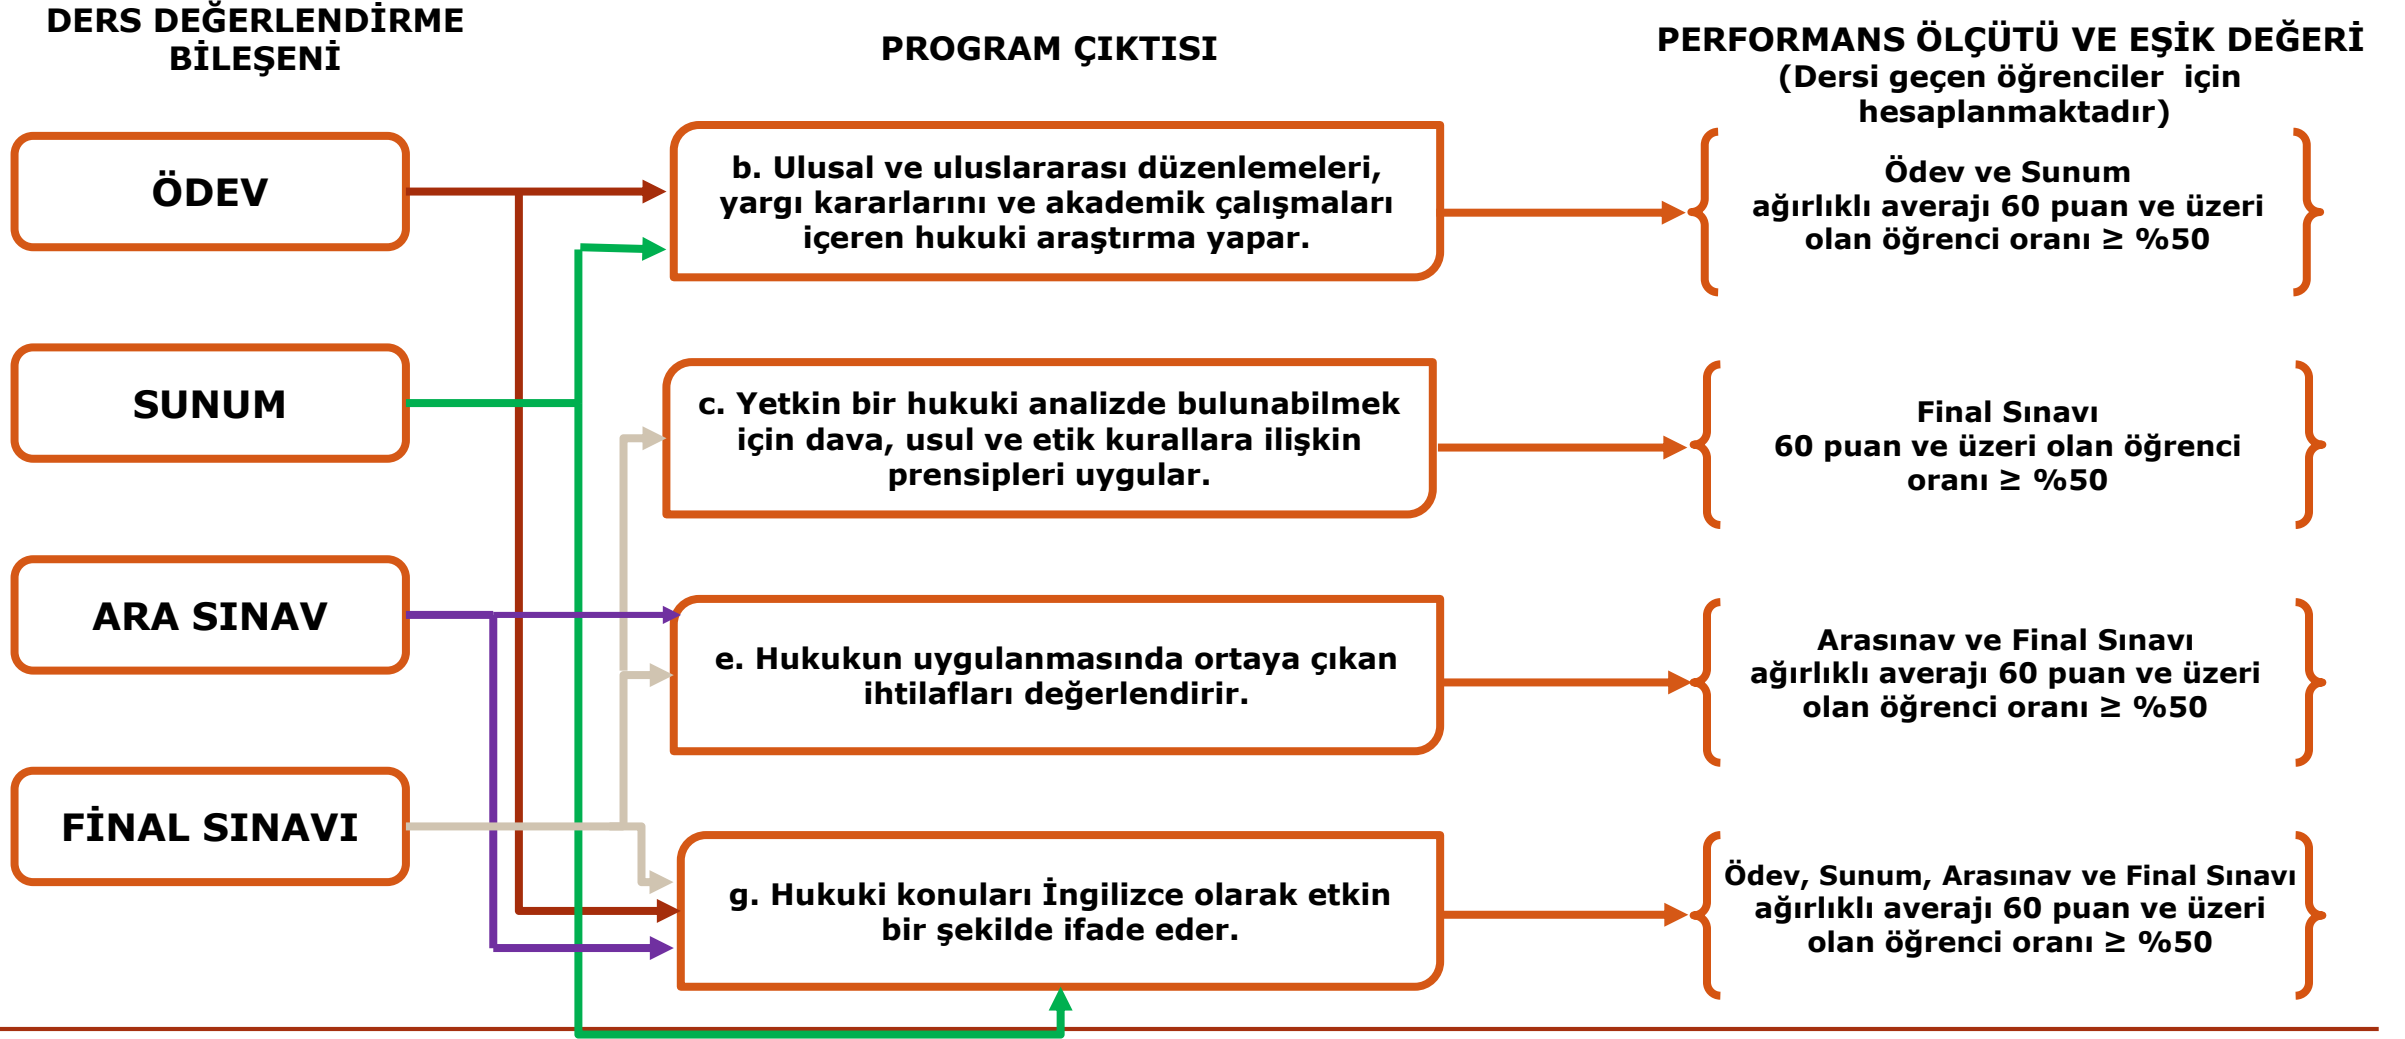 DERS DEĞERLENDİRME
BİLEŞENİ
PROGRAM ÇIKTISI
PERFORMANS ÖLÇÜTÜ VE EŞİK DEĞERİ
(Dersi geçen öğrenciler  için
hesaplanmaktadır)
ÖDEV
b. Ulusal ve uluslararası düzenlemeleri,
yargı kararlarını ve akademik çalışmaları
içeren hukuki araştırma yapar.
Ödev ve Sunum
ağırlıklı averajı 60 puan ve üzeri
olan öğrenci oranı ≥ %50
SUNUM
c. Yetkin bir hukuki analizde bulunabilmek
için dava, usul ve etik kurallara ilişkin
prensipleri uygular.
Final Sınavı
60 puan ve üzeri olan öğrenci
oranı ≥ %50
ARA SINAV
e. Hukukun uygulanmasında ortaya çıkan
ihtilafları değerlendirir.
Arasınav ve Final Sınavı
ağırlıklı averajı 60 puan ve üzeri
olan öğrenci oranı ≥ %50
FİNAL SINAVI
g. Hukuki konuları İngilizce olarak etkin
bir şekilde ifade eder.
Ödev, Sunum, Arasınav ve Final Sınavı
ağırlıklı averajı 60 puan ve üzeri
olan öğrenci oranı ≥ %50